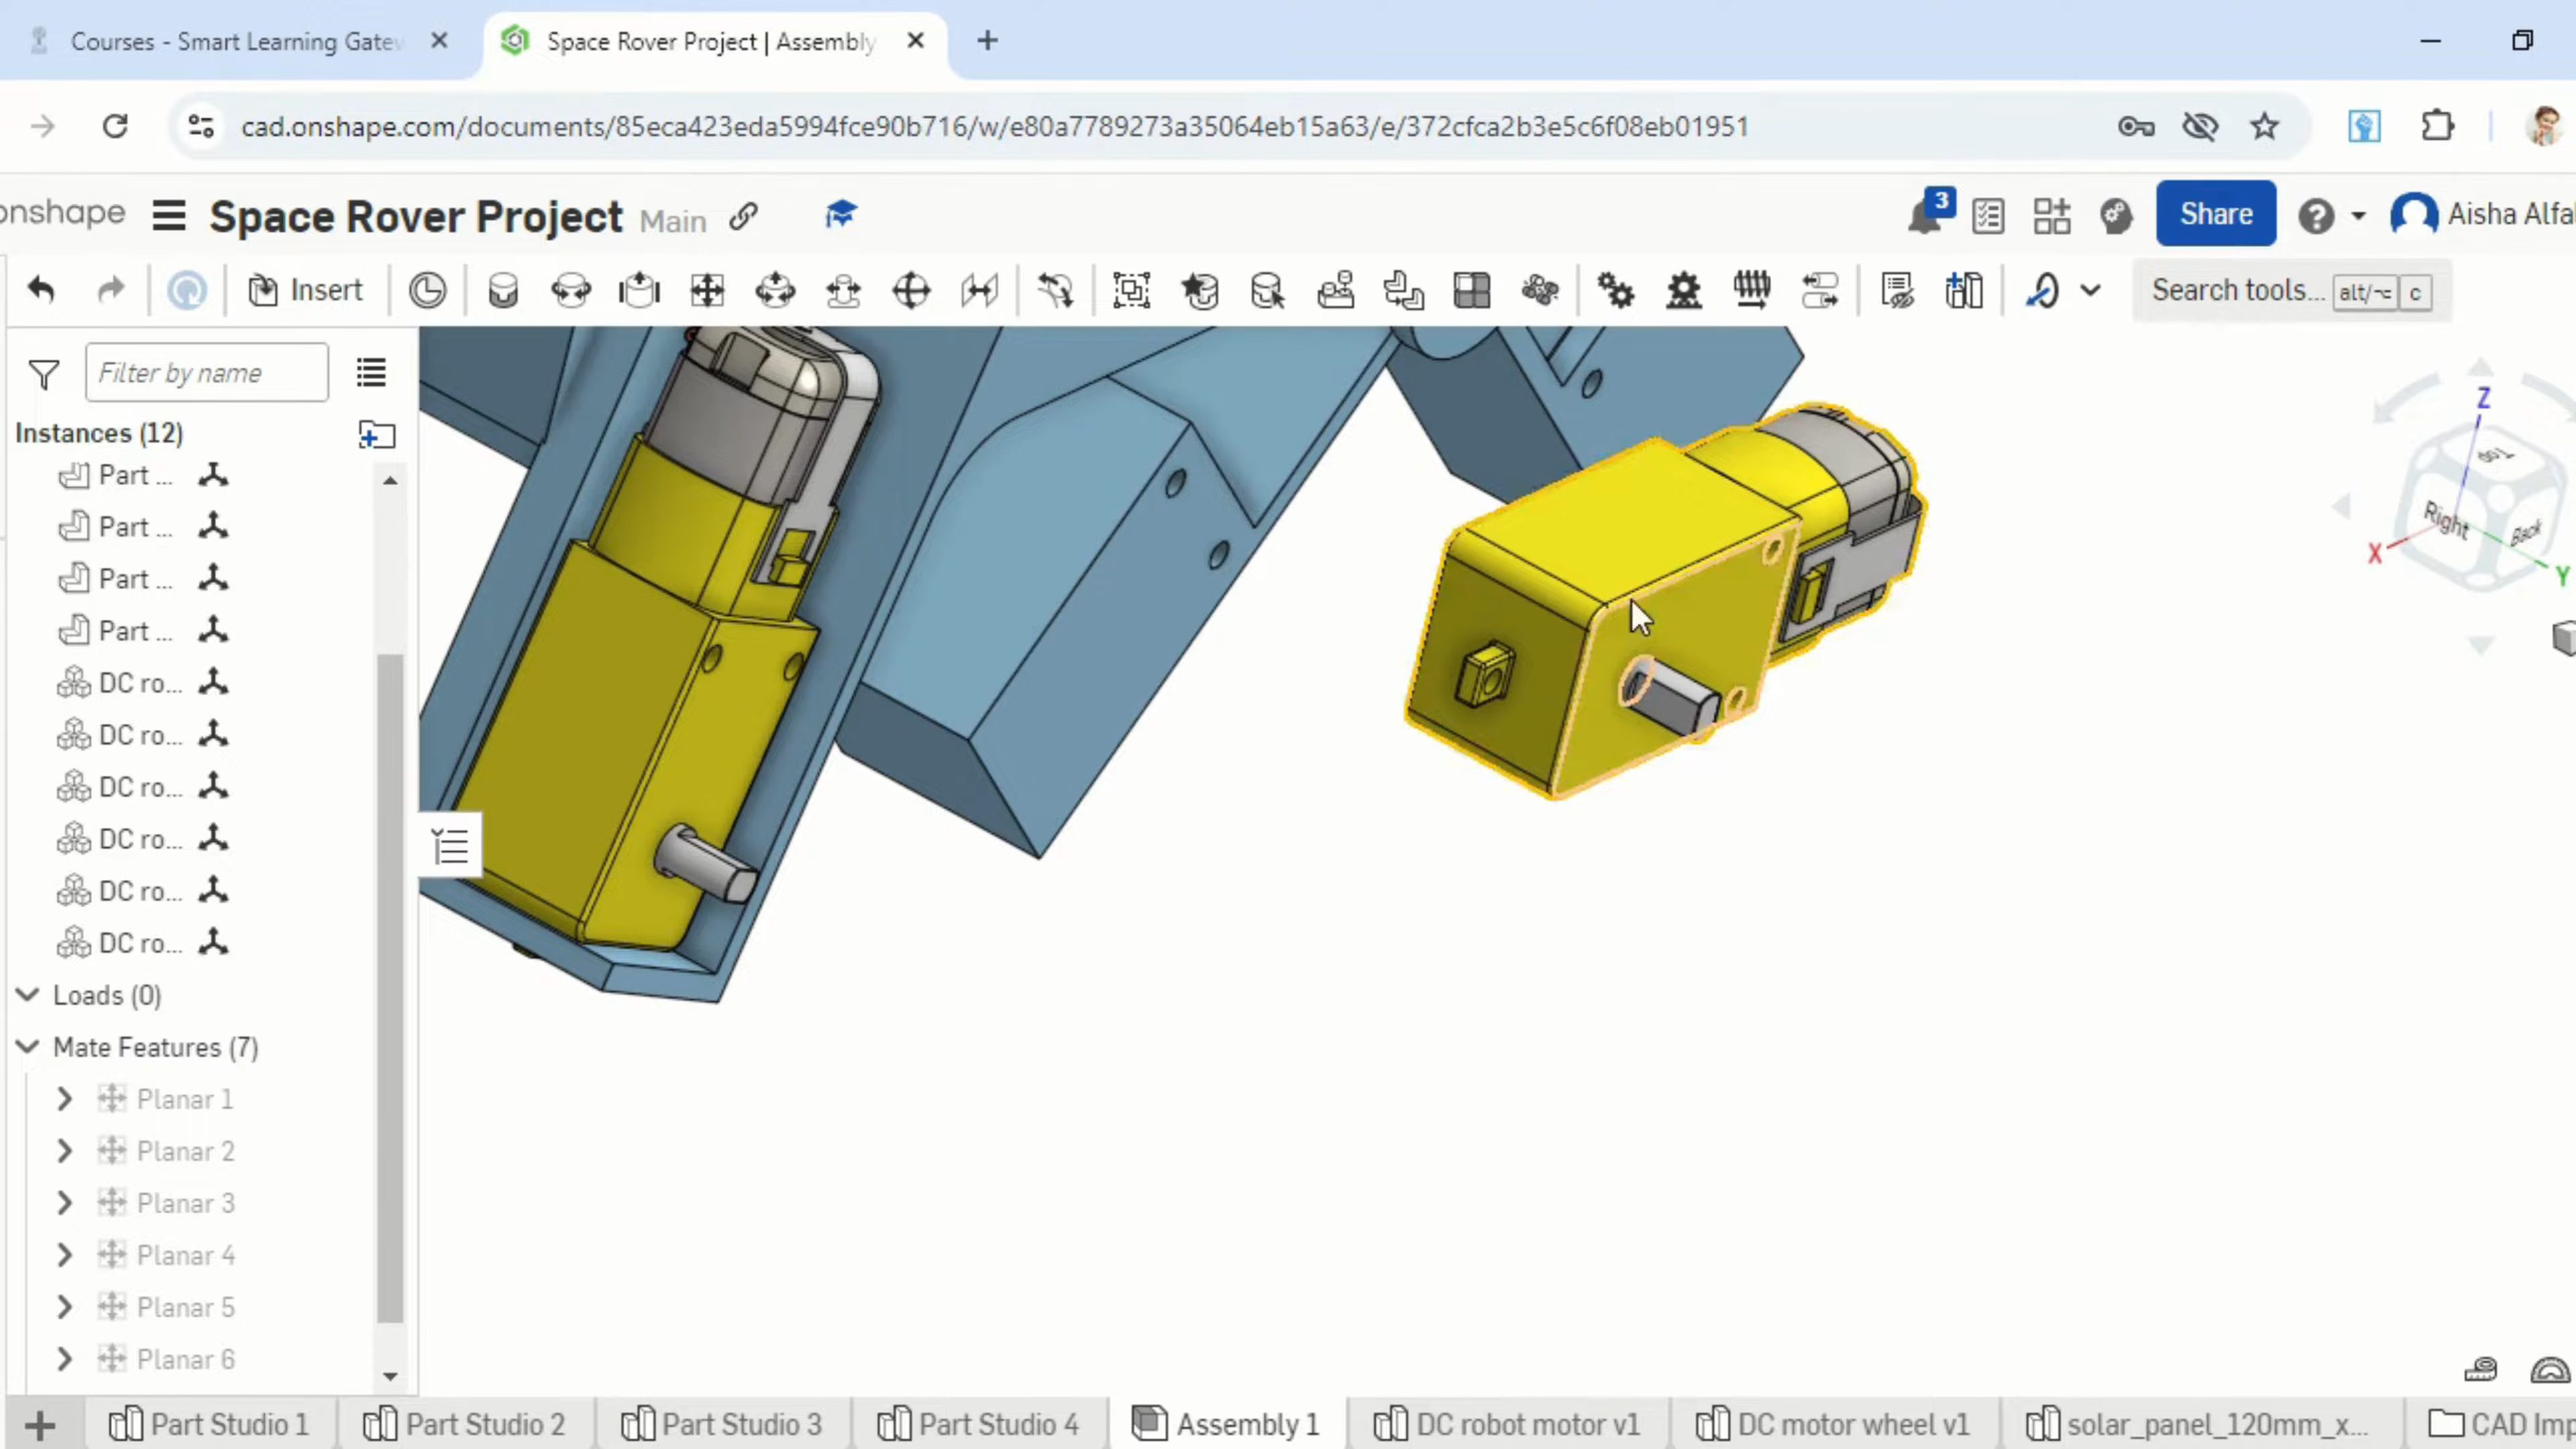 Courses - Smart Learning Gatew
Space Rover Project | Assembly
cad.onshape.com/documents/85eca423eda5994fce90b716/w/e80a7789273a35064eb15a63/e/372cfca2b3e5c6f08eb01951
onshape
Space Rover Project Main
3
Share
Aisha Alfal
Insert
Search tools... alt/⌥ c
Filter by name
Instances (12)
Part ...
Part ...
Part ...
Part ...
DC ro...
DC ro...
DC ro...
DC ro...
DC ro...
DC ro...
Loads (0)
Mate Features (7)
Planar 1
Planar 2
Planar 3
Planar 4
Planar 5
Planar 6
Z
Top
Right
Back
X
Y
Part Studio 1
Part Studio 2
Part Studio 3
Part Studio 4
Assembly 1
DC robot motor v1
DC motor wheel v1
solar_panel_120mm_x...
CAD Imp